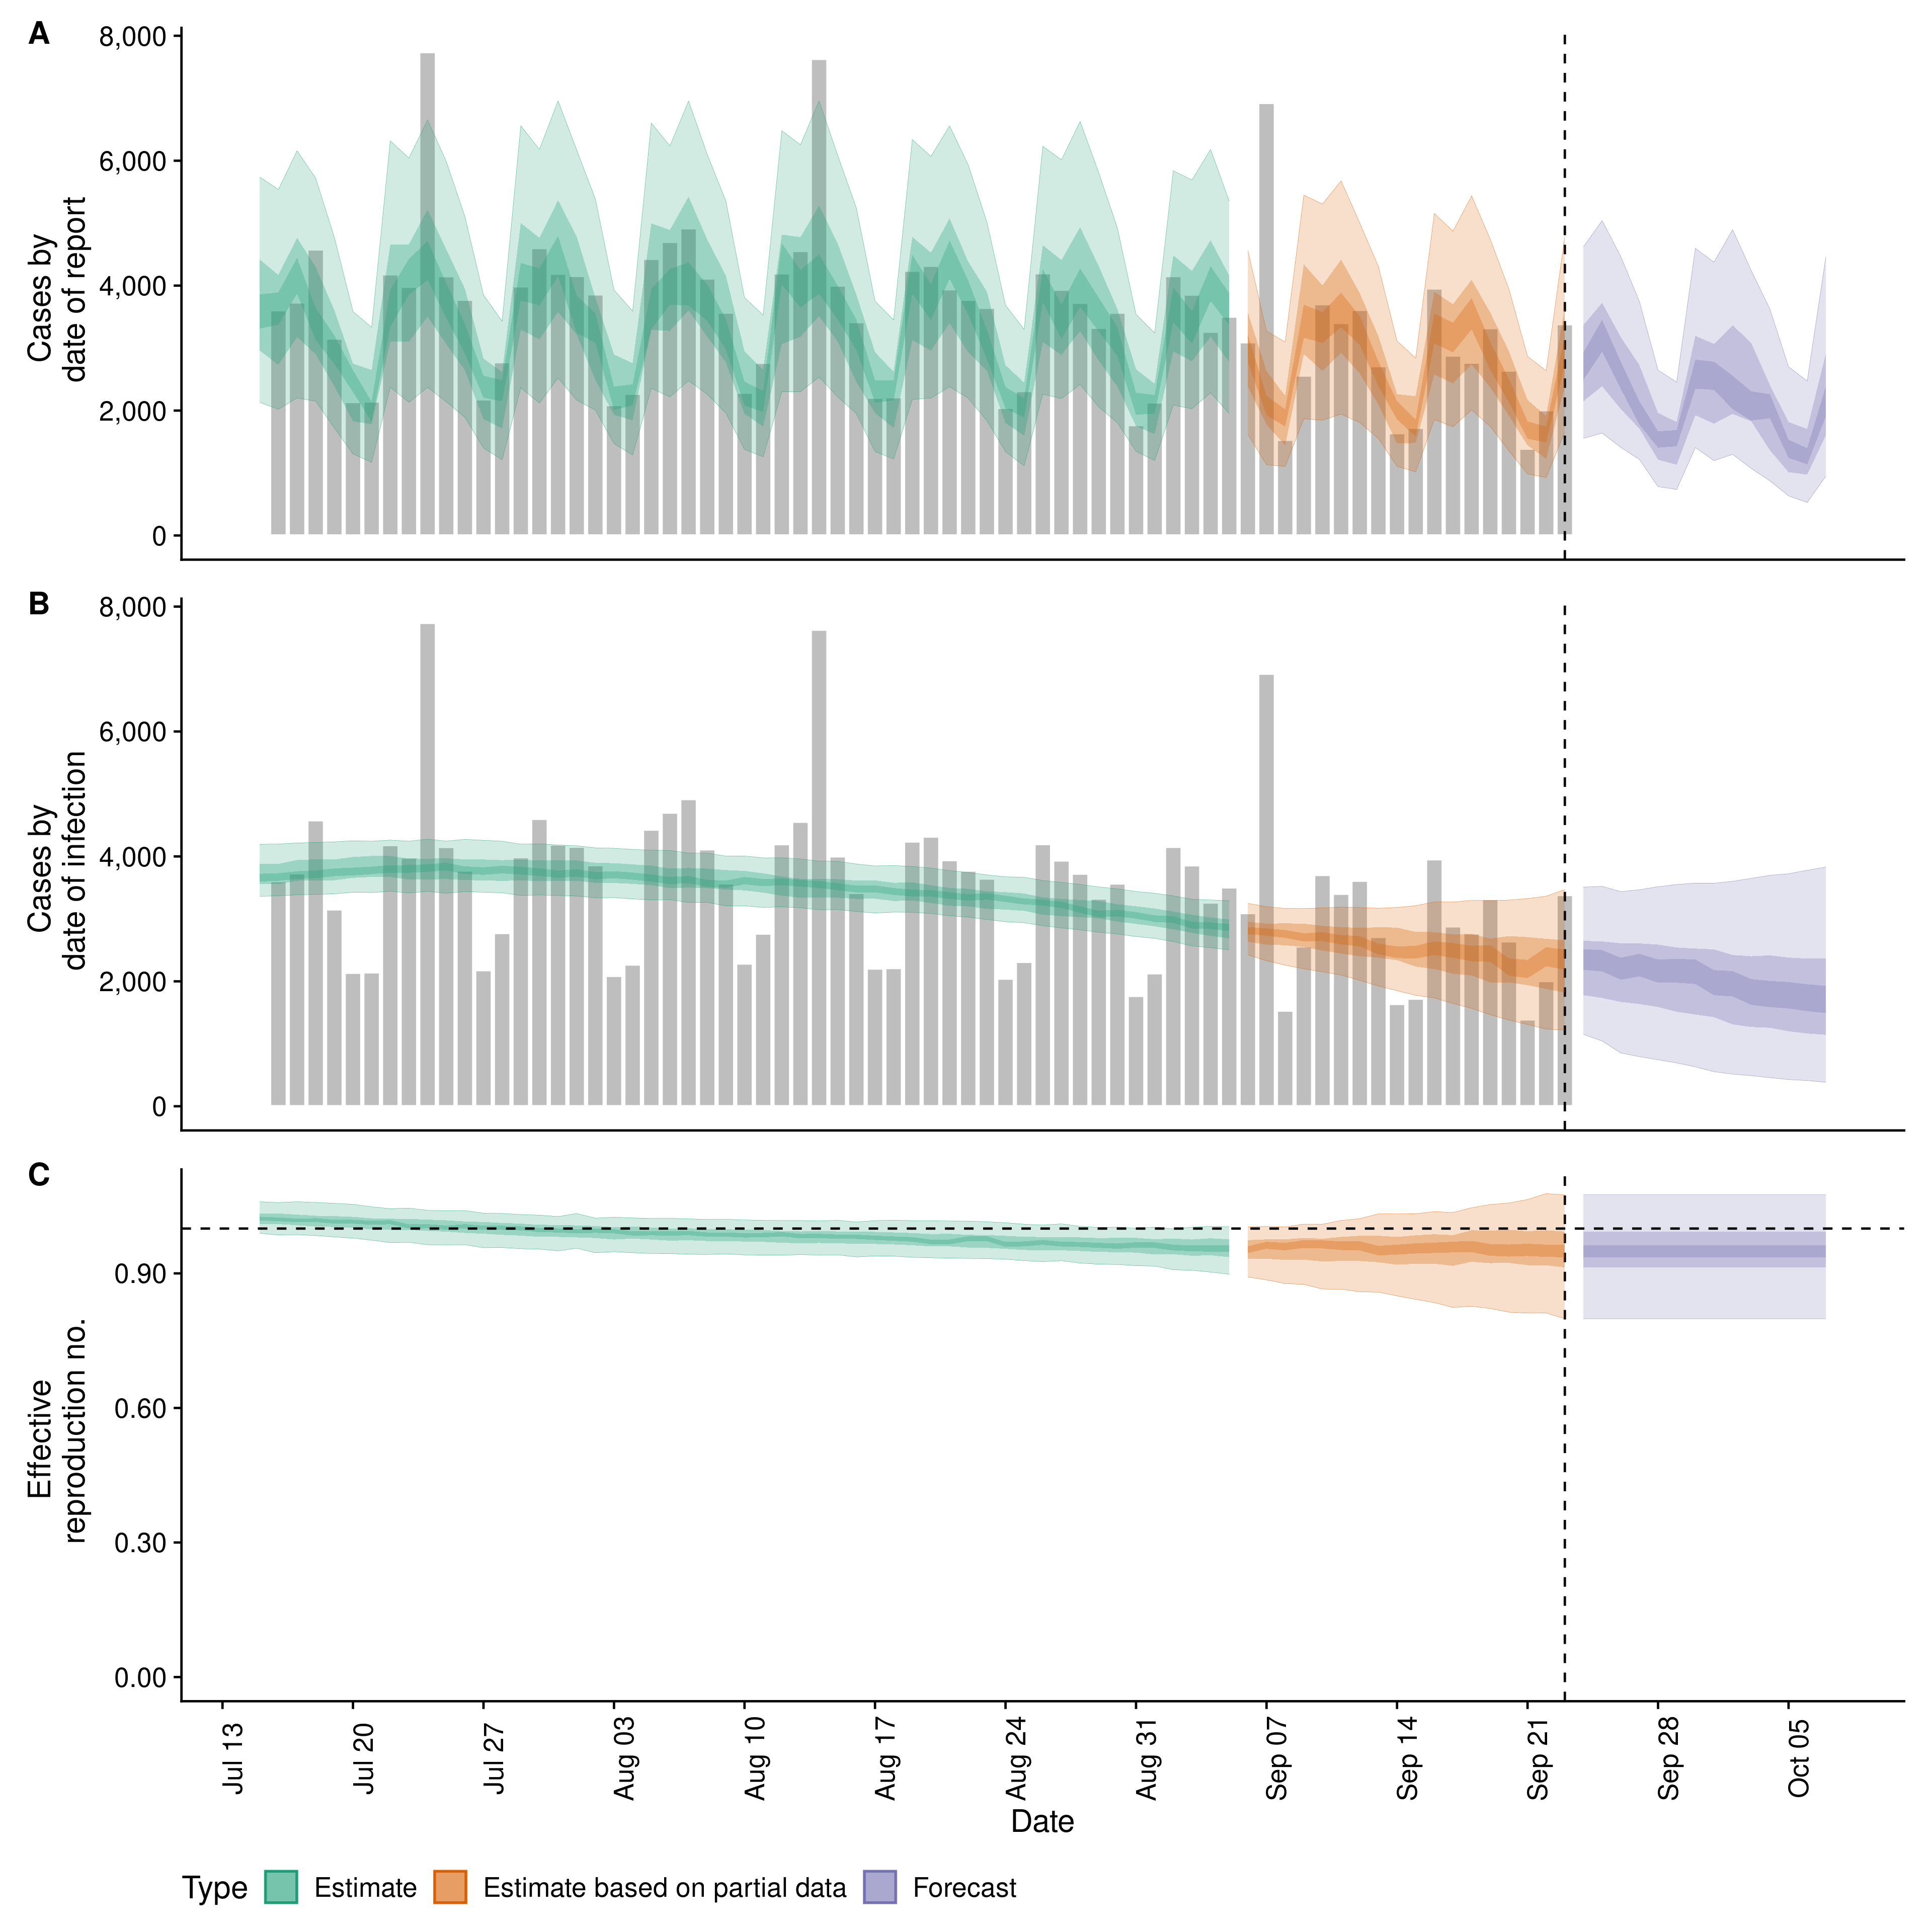 A
8,000
6,000
4,000
2,000
0
Cases by
date of report
B
8,000
6,000
4,000
2,000
0
Cases by
date of infection
C
0.90
0.60
0.30
0.00
Effective
reproduction no.
Jul 13
Jul 20
Jul 27
Aug 03
Aug 10
Aug 17
Aug 24
Aug 31
Sep 07
Sep 14
Sep 21
Sep 28
Oct 05
Date
Type Estimate Estimate based on partial data Forecast